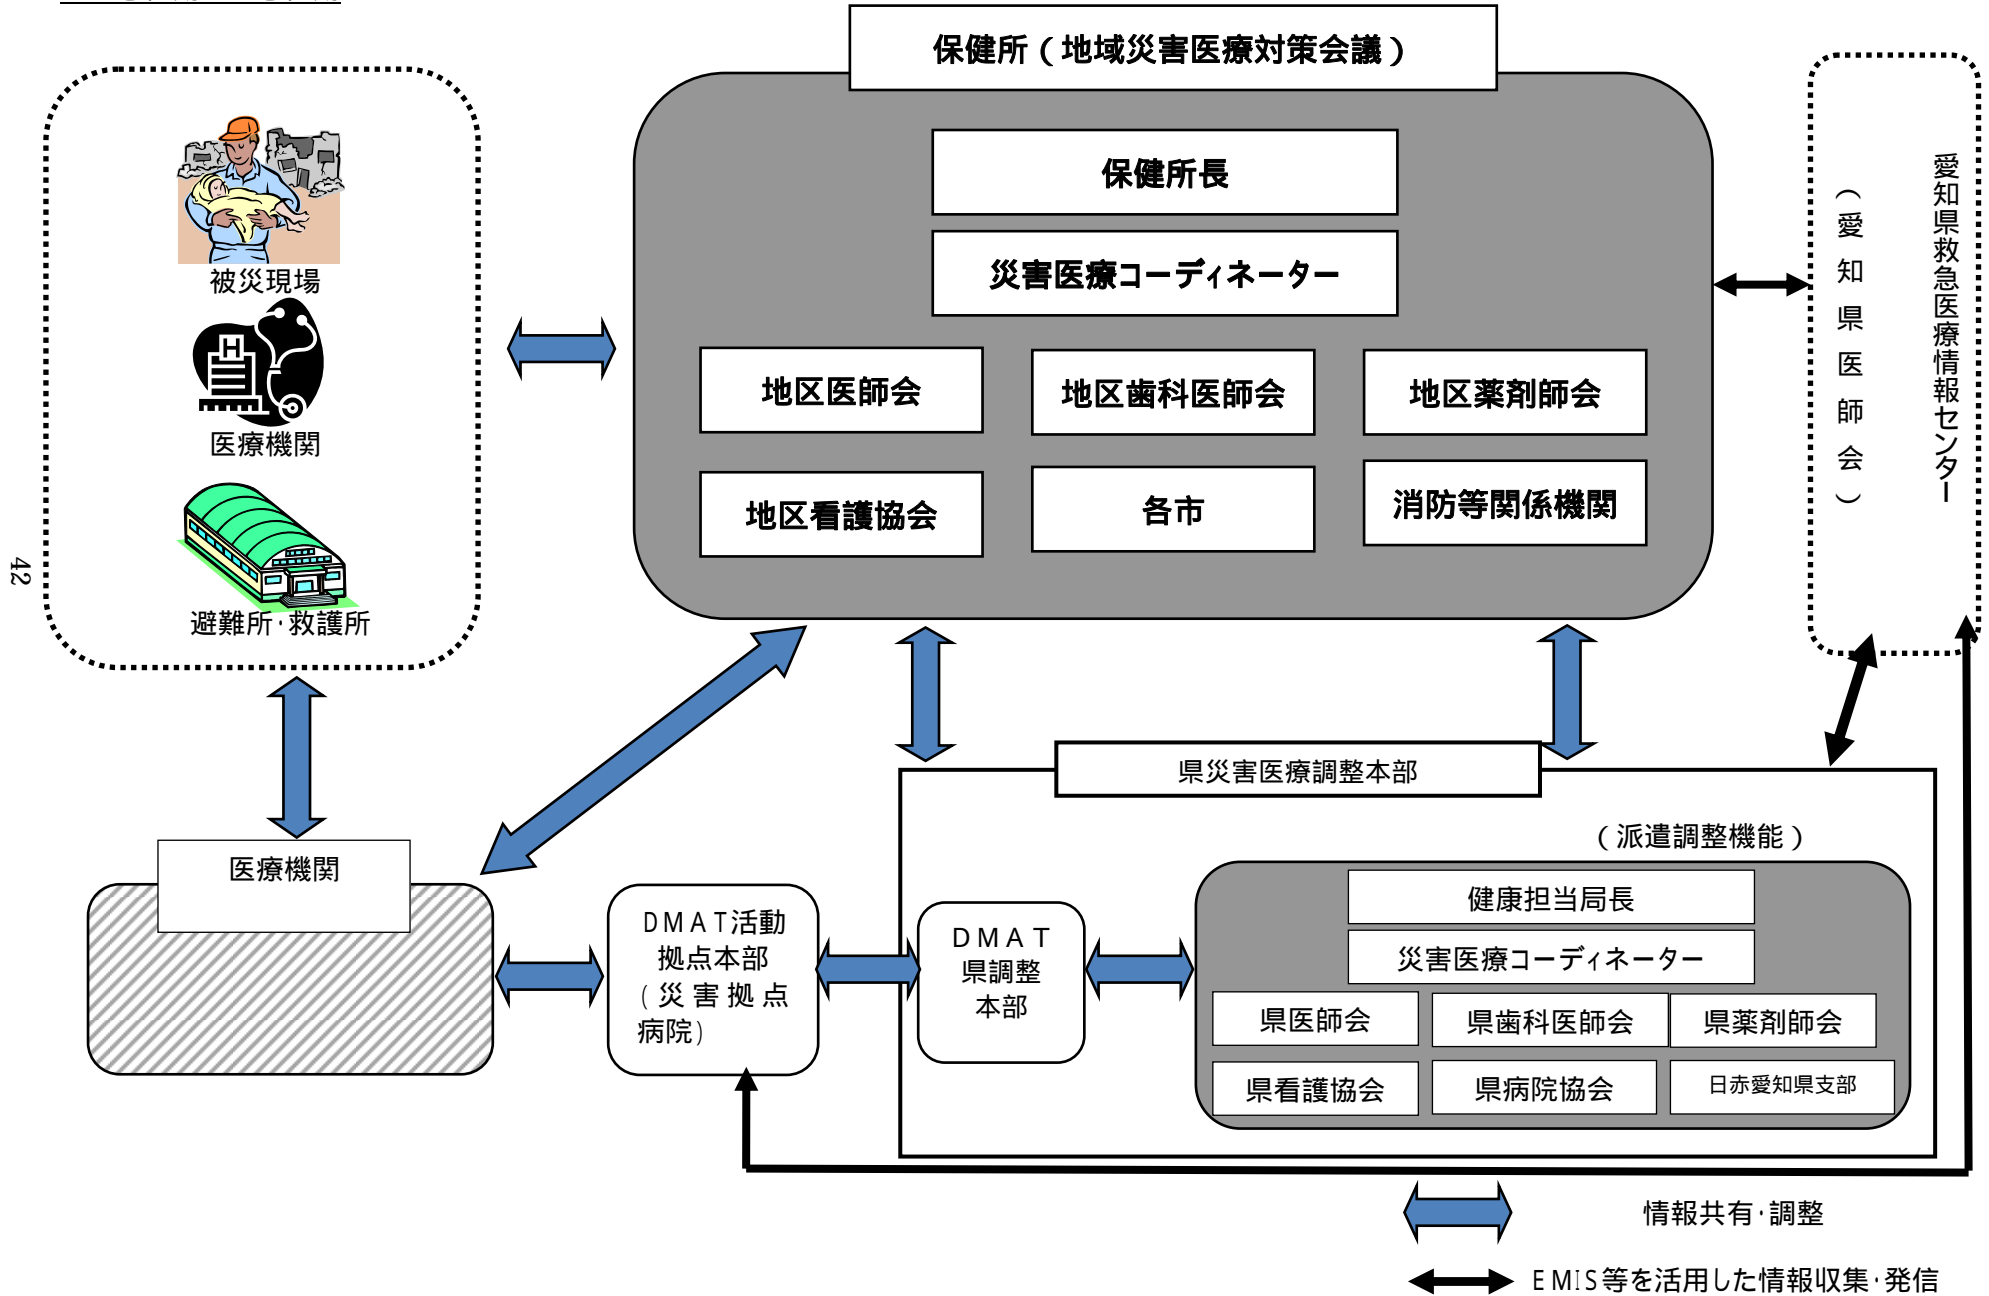 保健所（地域災害医療対策会議）
保健所長
災害医療コーディネーター
地区医師会
地区歯科医師会
地区薬剤師会
地区看護協会
各市
消防等関係機関
被災現場
H
医療機関
避難所・救護所
愛知県救急医療情報センター
（愛知県医師会）
42
県災害医療調整本部
（派遣調整機能）
医療機関
DMAT活動
拠点本部
（災害拠点
病院）
DMAT
県調整
本部
健康担当局長
災害医療コーディネーター
県医師会
県歯科医師会
県薬剤師会
県看護協会
県病院協会
日赤愛知県支部
情報共有・調整
EMIS等を活用した情報収集・発信